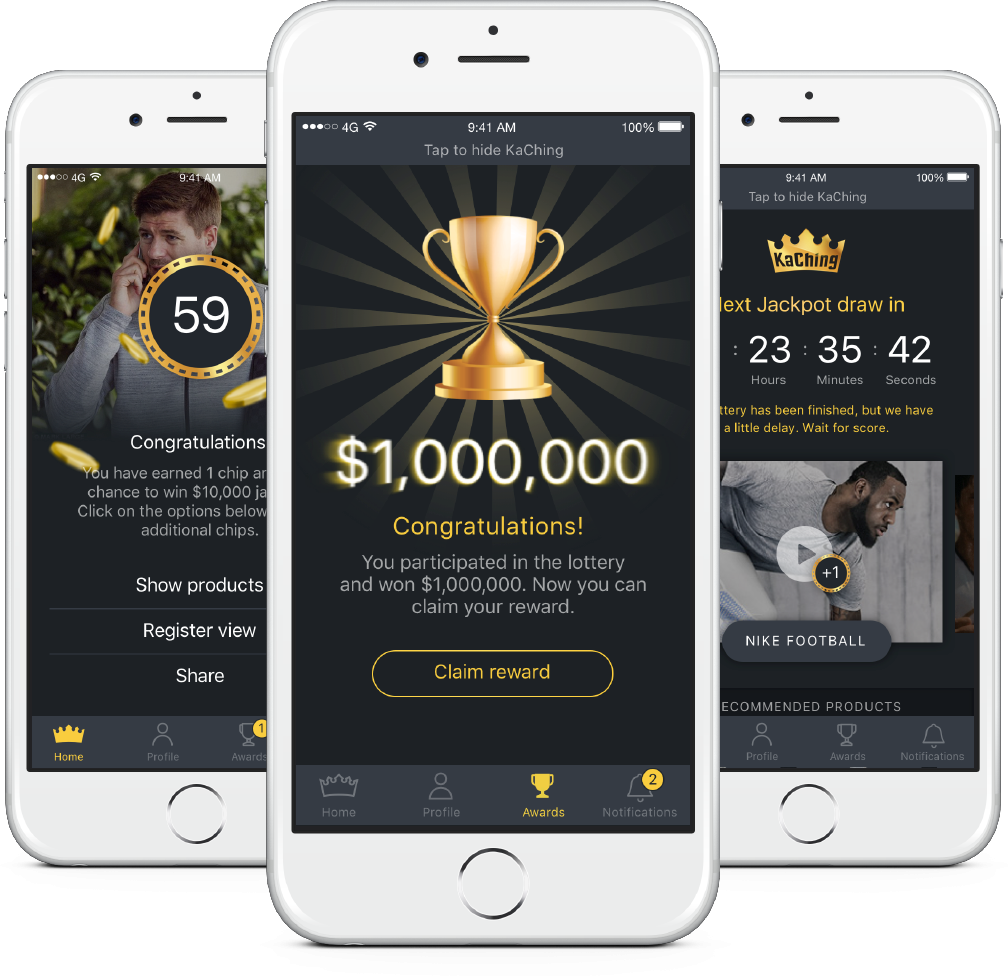 4G 9:41 AM
59
Congratulations
You have earned 1 chip
chance to win $10,000
Click on the options below
additional chips.
Show products
Register view
Share
1
Home Profile Awards
4G 9:41 AM 100%
Tap to hide KaChing
$1,000,000
Congratulations!
You participated in the lottery
and won $1,000,000. Now you can
claim your reward.
Claim reward
2
Home Profile Awards Notifications
9:41 AM 100%
Tap to hide KaChing
KaChing
Jackpot draw in
: 23 : 35 : 42
Hours Minutes Seconds
has been finished, but we have
a little delay. Wait for score.
+1
NIKE FOOTBALL
PRODUCTS
Profile Awards Notifications